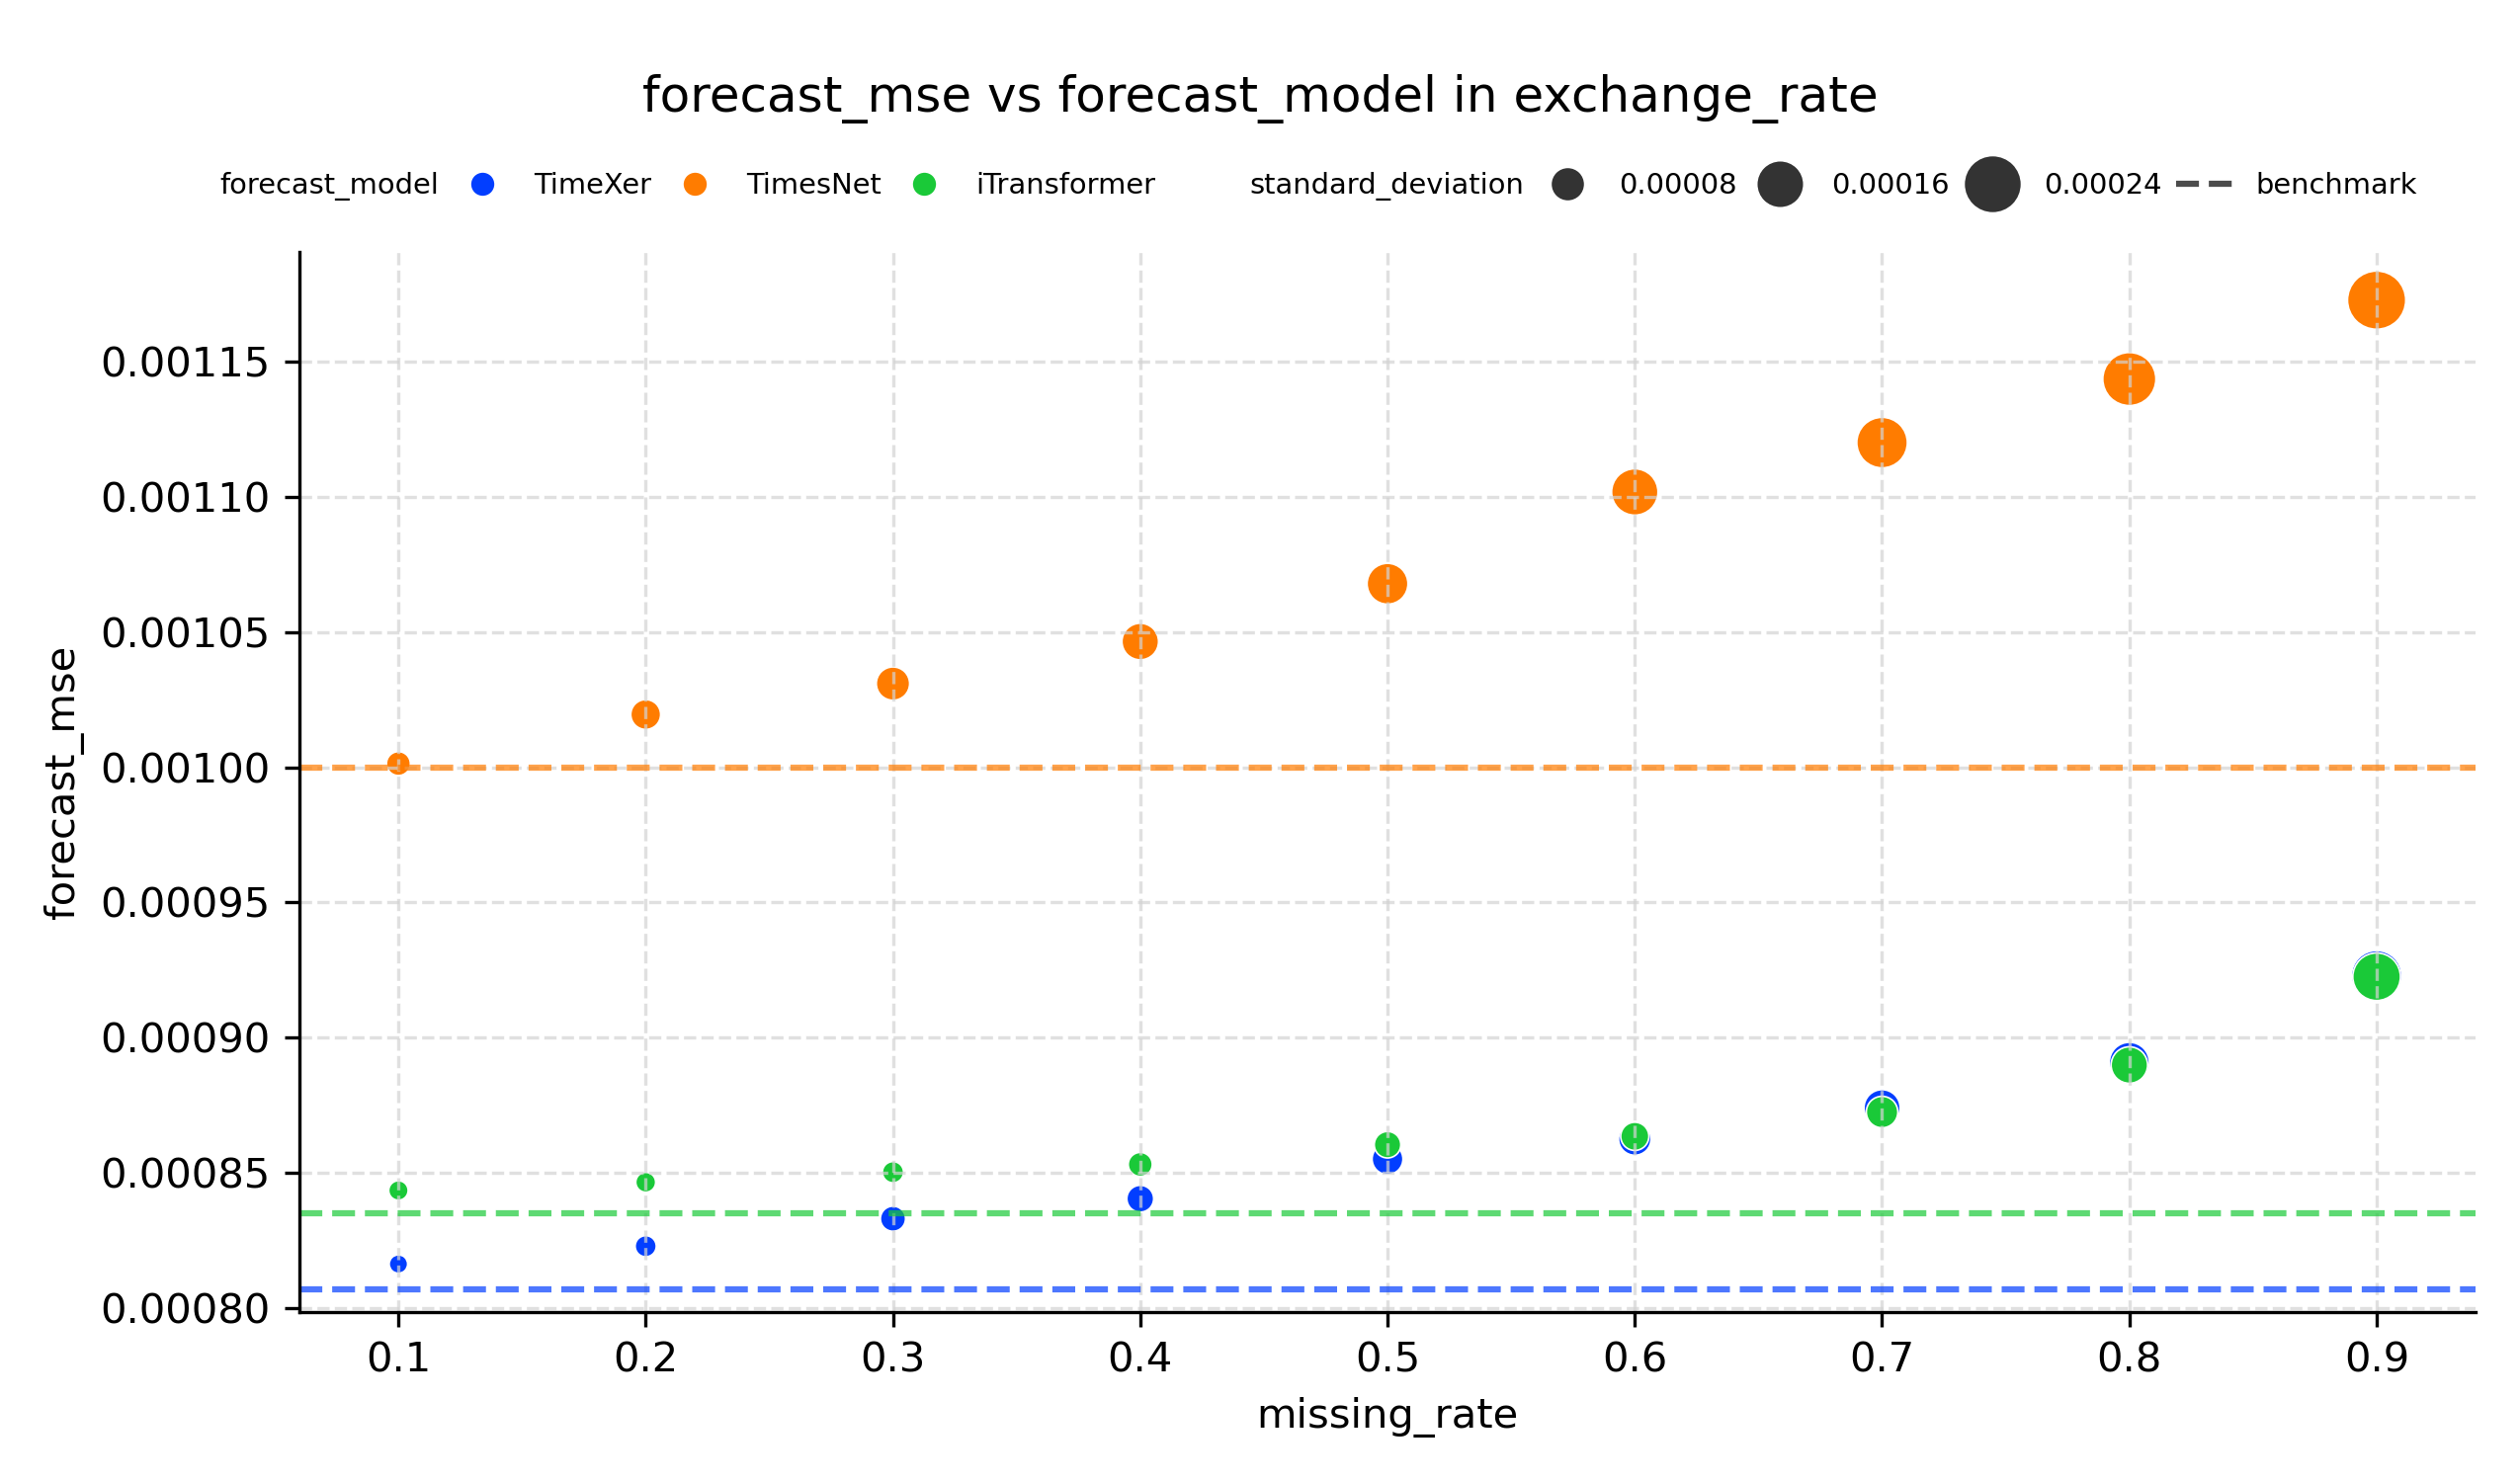 forecast_mse vs forecast_model in exchange_rate
forecast_model TimeXer TimesNet iTransformer standard_deviation 0.00008 0.00016 0.00024 benchmark
forecast_mse
0.00115
0.00110
0.00105
0.00100
0.00095
0.00090
0.00085
0.00080
0.1 0.2 0.3 0.4 0.5 0.6 0.7 0.8 0.9
missing_rate